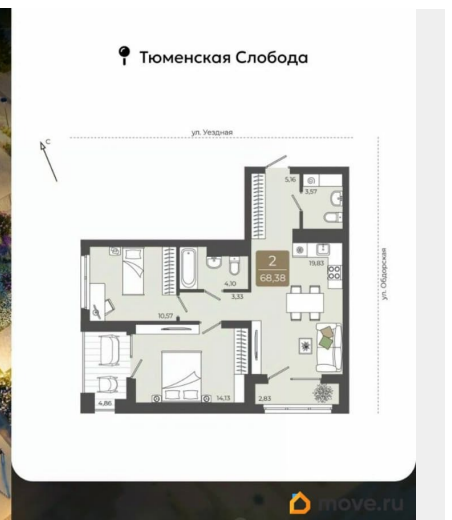 Тюменская Слобода
ул. Уездная
С
5,16
3,57
2
68,38
19,83
4,10
3,33
10,57
ул. Обдорская
14,13
2,83
4,86
move.ru